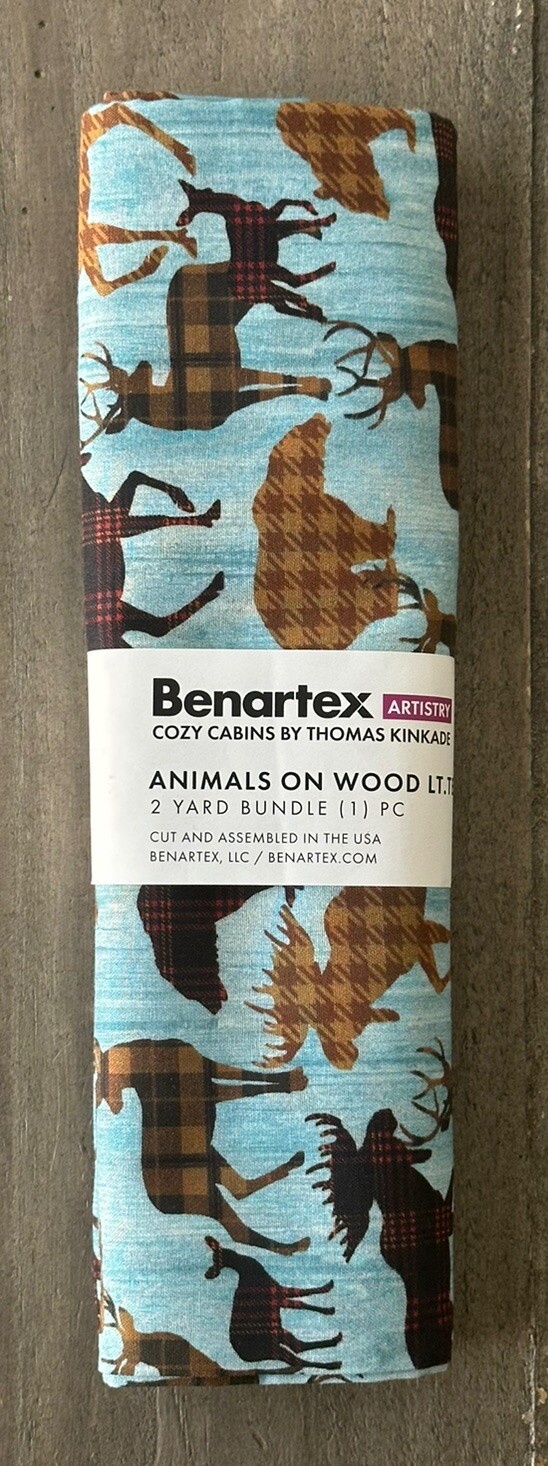 Benartex ARTISTRY
COZY CABINS BY THOMAS KINKADE
ANIMALS ON WOOD LT.
2 YARD BUNDLE (1) PC
CUT AND ASSEMBLED IN THE USA
BENARTEX, LLC / BENARTEX.COM